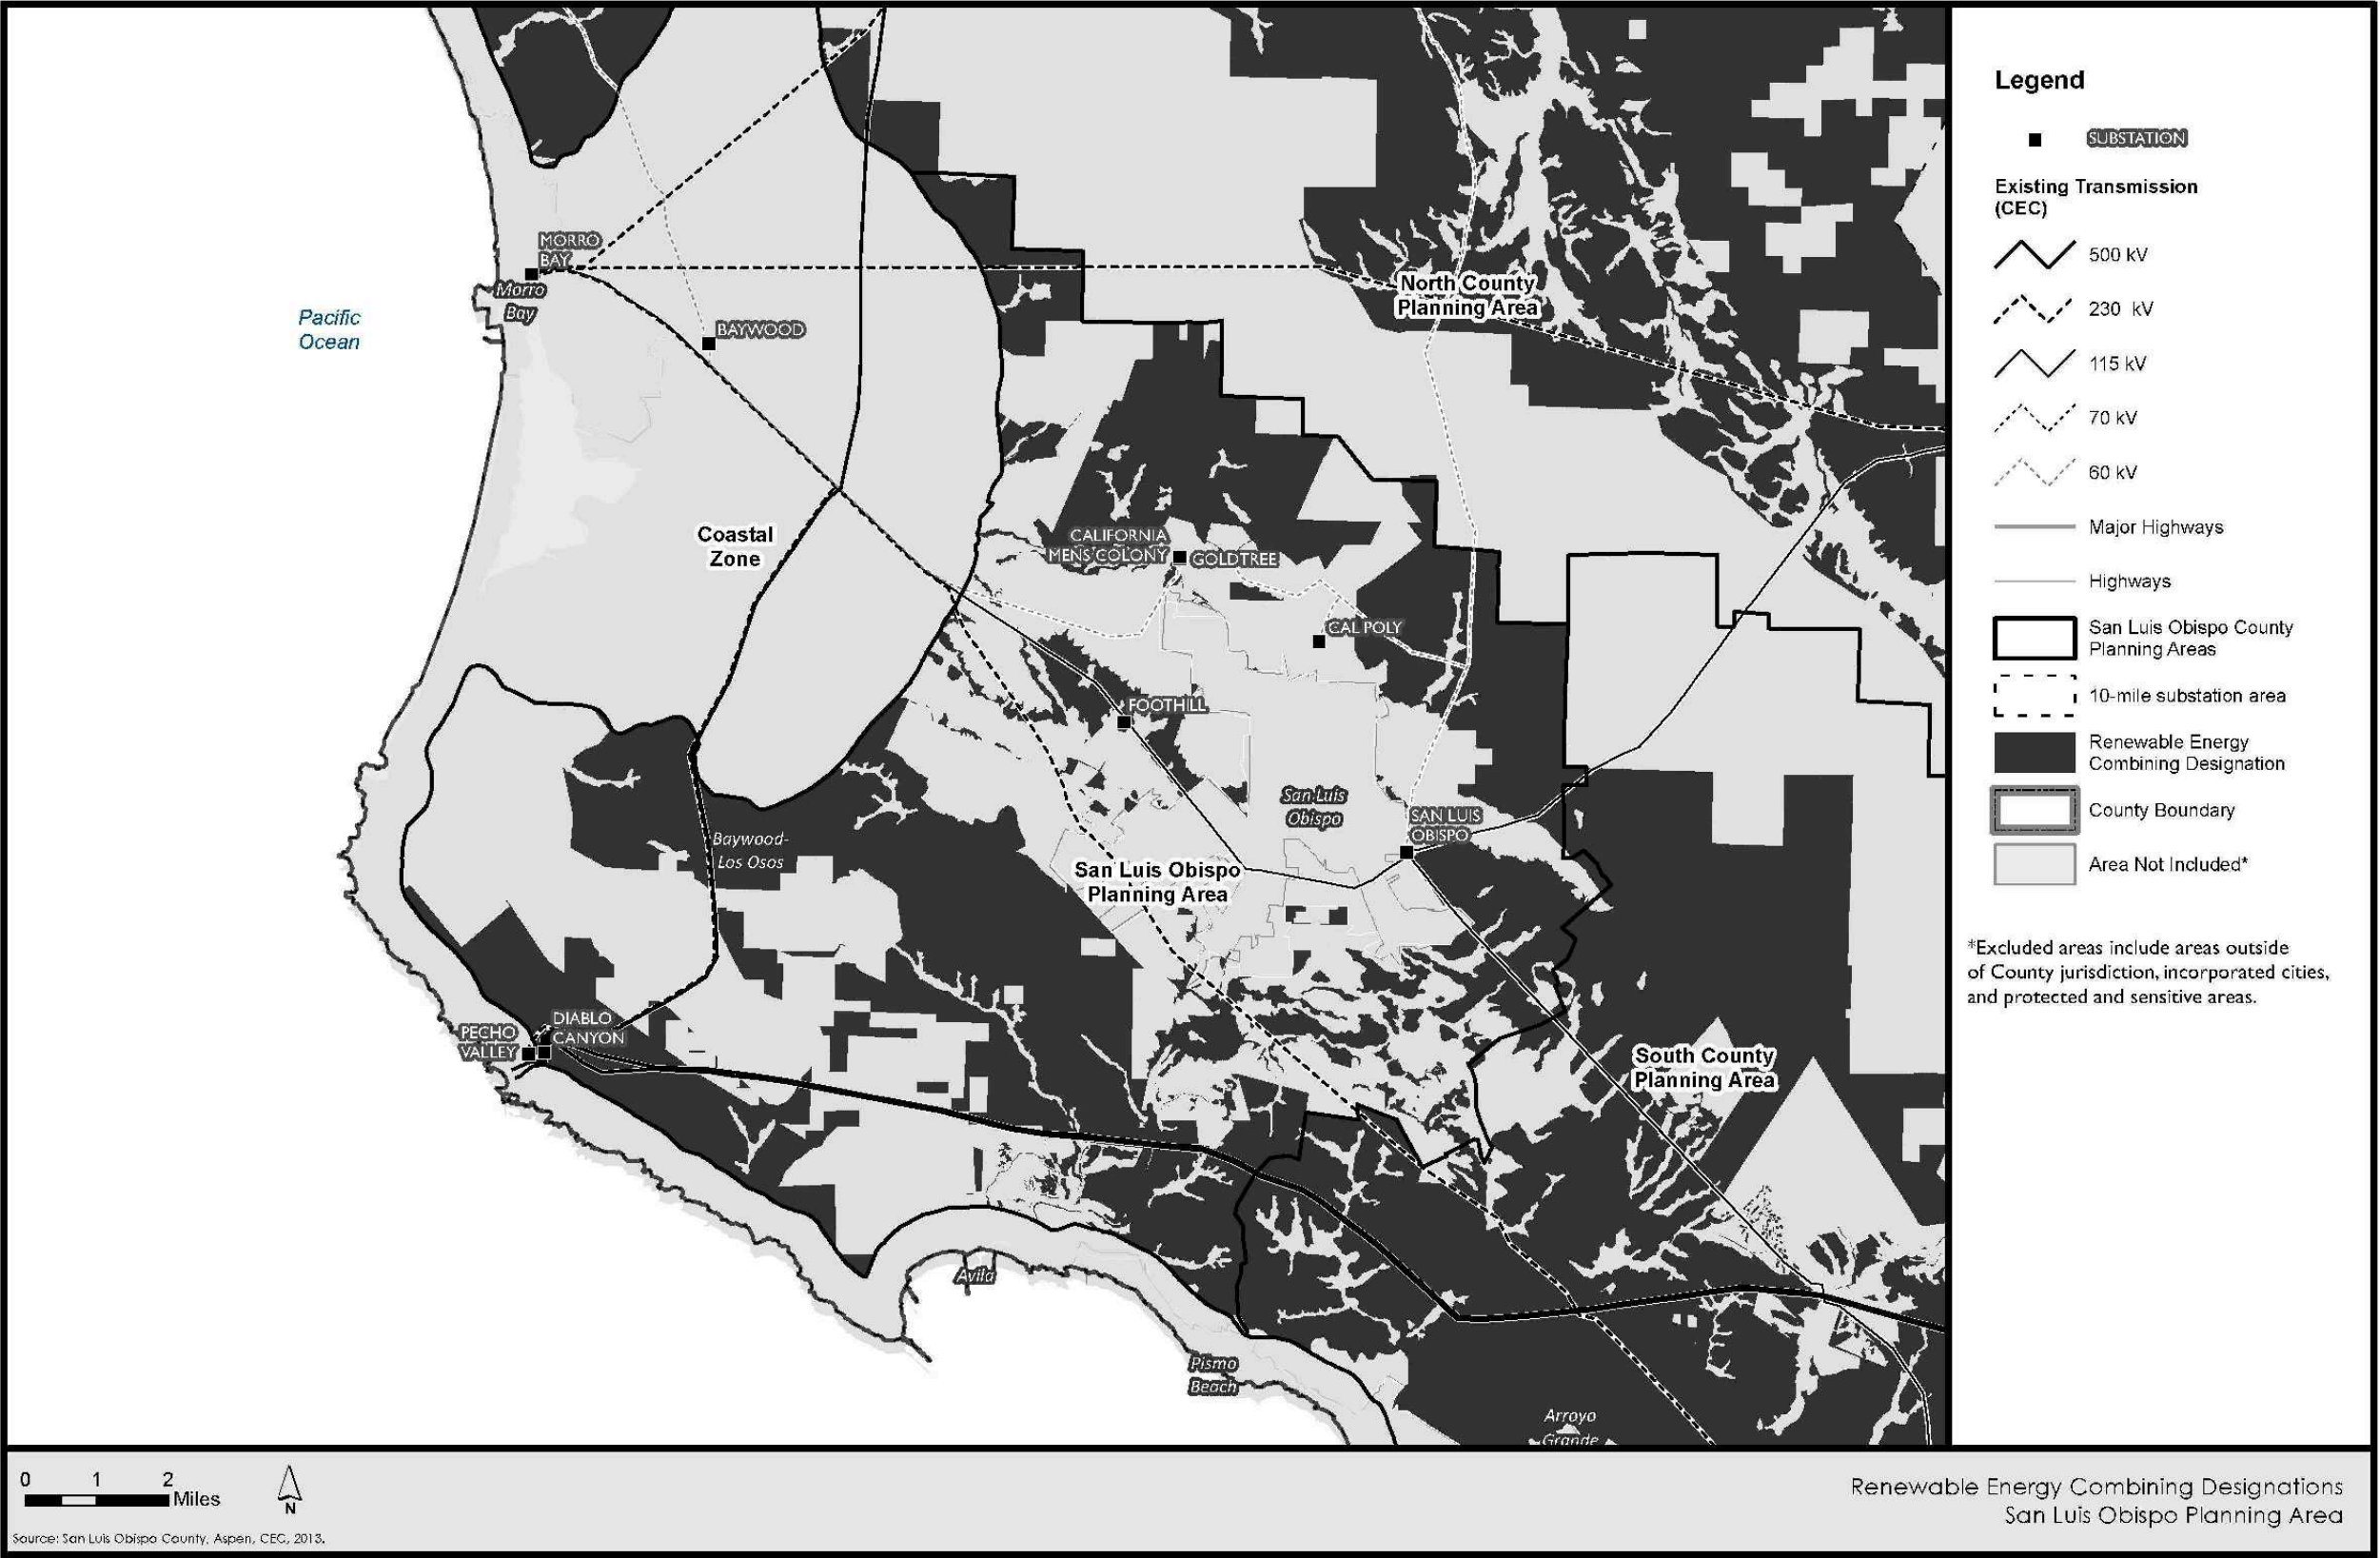 MORRO
BAY
Morro
Bay
Pacific
Ocean
BAYWOOD
North County
Planning Area
Coastal
Zone
CALIFORNIA
MENS COLONY
GOLDTREE
CAL POLY
FOOTHILL
San Luis
Obispo
SAN LUIS
OBISPO
Baywood-
Los Osos
San Luis Obispo
Planning Area
PECHO
VALLEY
DIABLO
CANYON
South County
Planning Area
Avila
Pismo
Beach
Arroyo
Grande
Legend
SUBSTATION
Existing Transmission
(CEC)
500 kV
230 kV
115 kV
70 kV
60 kV
Major Highways
Highways
San Luis Obispo County
Planning Areas
10-mile substation area
Renewable Energy
Combining Designation
County Boundary
Area Not Included*
*Excluded areas include areas outside
of County jurisdiction, incorporated cities,
and protected and sensitive areas.
0 1 2
Miles
N
Source: San Luis Obispo County, Aspen, CEC, 2013.
Renewable Energy Combining Designations
San Luis Obispo Planning Area